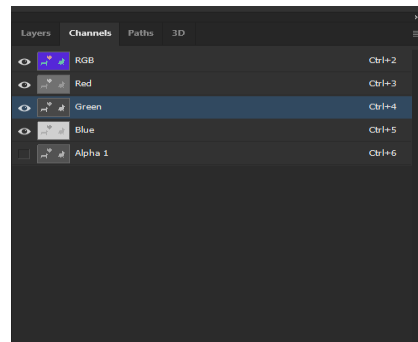 Layers Channels Paths 3D
RGB Ctrl+2
Red Ctrl+3
Green Ctrl+4
Blue Ctrl+5
Alpha 1 Ctrl+6